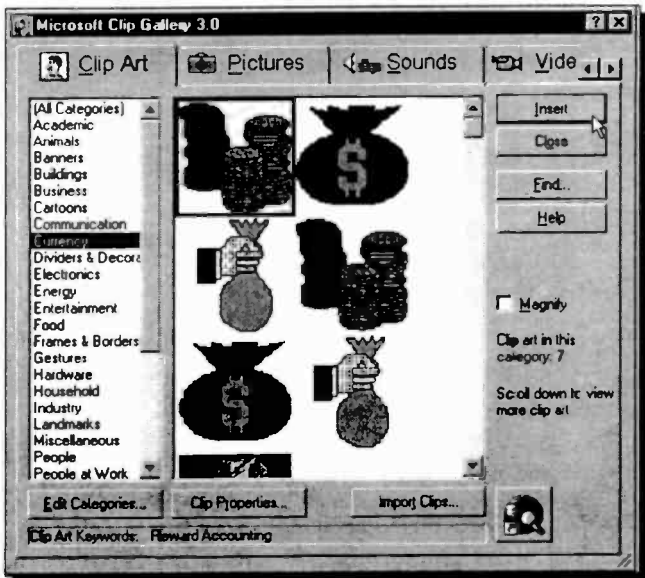 Microsoft Clip Gallery 3.0
Clip Art
Pictures
Sounds
Vide
(All Categories)
Academic
Animals
Banners
Buildings
Business
Cartoons
Communication
Currency
Dividers & Decora
Electronics
Energy
Entertainment
Food
Frames & Borders
Gestures
Hardware
Household
Industry
Landmarks
Miscellaneous
People
People at Work
$
$
Insert
Close
Find...
Help
Magnify
Clip art in this
category: 7
Scroll down to view
more clip art
Edit Categories...
Clip Properties...
Import Clips...
Clip Art Keywords: Reward Accounting